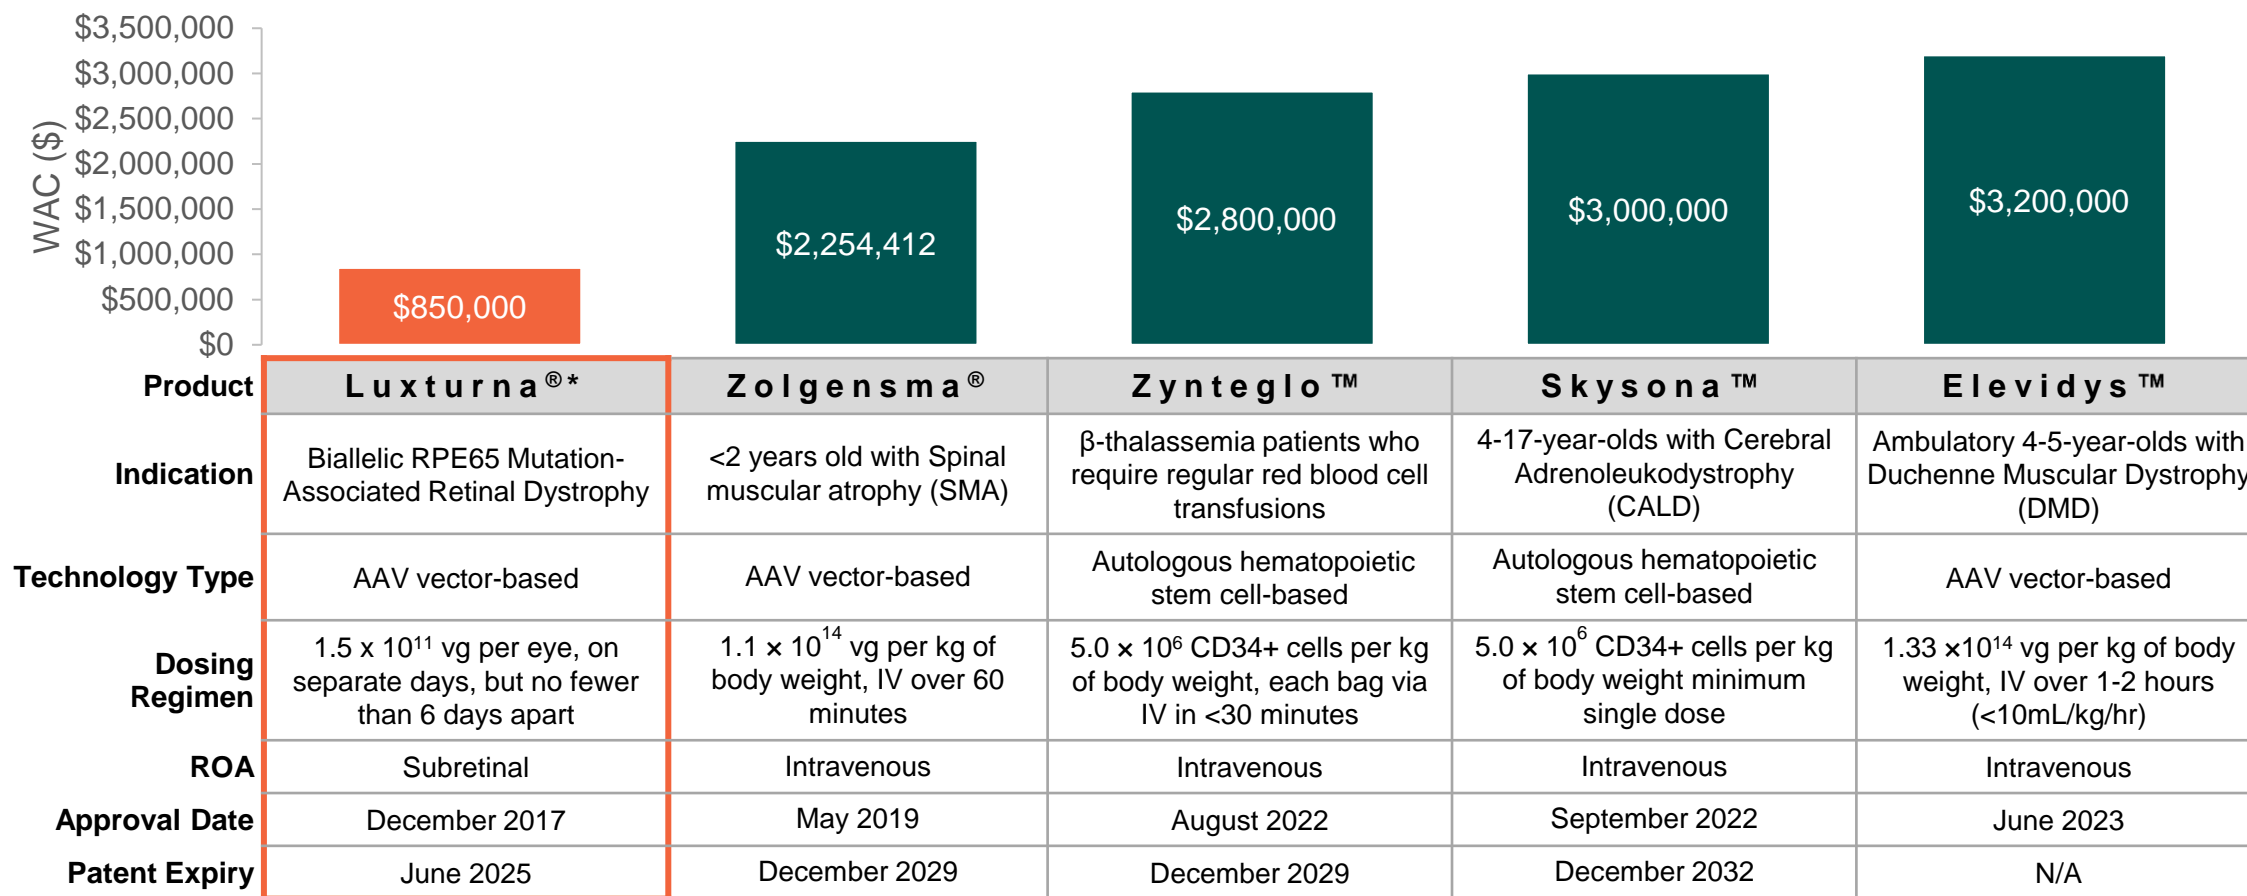 $3,500,000
$3,000,000
$2,500,000
$2,000,000
$1,500,000
$1,000,000
$500,000
$0
WAC ($)
$850,000
$2,254,412
$2,800,000
$3,000,000
$3,200,000
Product
Luxturna®*
Zolgensma®
Zynteglo™
Skysona™
Elevidys™
Indication
Biallelic RPE65 Mutation-
Associated Retinal Dystrophy
<2 years old with Spinal
muscular atrophy (SMA)
β-thalassemia patients who
require regular red blood cell
transfusions
4-17-year-olds with Cerebral
Adrenoleukodystrophy
(CALD)
Ambulatory 4-5-year-olds with
Duchenne Muscular Dystrophy
(DMD)
Technology Type
AAV vector-based
AAV vector-based
Autologous hematopoietic
stem cell-based
Autologous hematopoietic
stem cell-based
AAV vector-based
Dosing
Regimen
1.5 x 10¹¹ vg per eye, on
separate days, but no fewer
than 6 days apart
1.1 × 10¹⁴ vg per kg of
body weight, IV over 60
minutes
5.0 × 10⁶ CD34+ cells per kg
of body weight, each bag via
IV in <30 minutes
5.0 × 10⁶ CD34+ cells per kg
of body weight minimum
single dose
1.33 ×10¹⁴ vg per kg of body
weight, IV over 1-2 hours
(<10mL/kg/hr)
ROA
Subretinal
Intravenous
Intravenous
Intravenous
Intravenous
Approval Date
December 2017
May 2019
August 2022
September 2022
June 2023
Patent Expiry
June 2025
December 2029
December 2029
December 2032
N/A